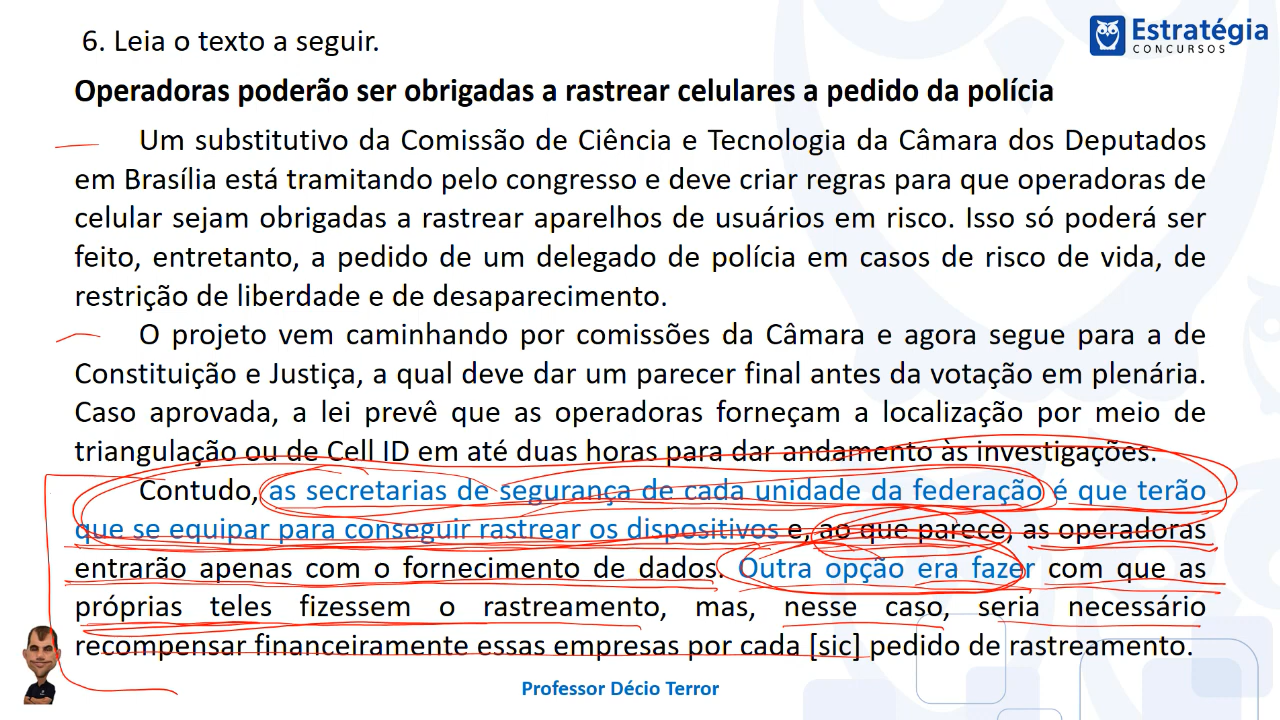 6. Leia o texto a seguir.
Estratégia
CONCURSOS
Operadoras poderão ser obrigadas a rastrear celulares a pedido da polícia
Um substitutivo da Comissão de Ciência e Tecnologia da Câmara dos Deputados
em Brasília está tramitando pelo congresso e deve criar regras para que operadoras de
celular sejam obrigadas a rastrear aparelhos de usuários em risco. Isso só poderá ser
feito, entretanto, a pedido de um delegado de polícia em casos de risco de vida, de
restrição de liberdade e de desaparecimento.
O projeto vem caminhando por comissões da Câmara e agora segue para a de
Constituição e Justiça, a qual deve dar um parecer final antes da votação em plenária.
Caso aprovada, a lei prevê que as operadoras forneçam a localização por meio de
triangulação ou de Cell ID em até duas horas para dar andamento às investigações.
Contudo, as secretarias de segurança de cada unidade da federação é que terão
que se equipar para conseguir rastrear os dispositivos e, ao que parece, as operadoras
entrarão apenas com o fornecimento de dados. Outra opção era fazer com que as
próprias teles fizessem o rastreamento, mas, nesse caso, seria necessário
recompensar financeiramente essas empresas por cada [sic] pedido de rastreamento.
Professor Décio Terror